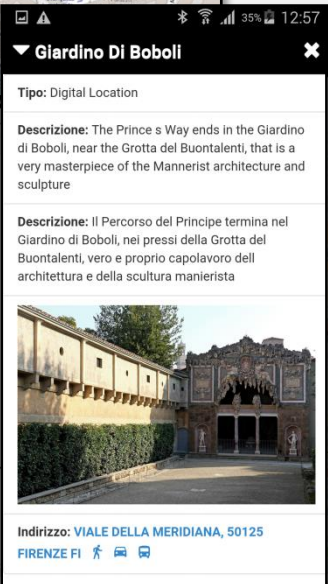 35% 12:57
Giardino Di Boboli
Tipo: Digital Location
Descrizione: The Prince s Way ends in the Giardino
di Boboli, near the Grotta del Buontalenti, that is a
very masterpiece of the Mannerist architecture and
sculpture
Descrizione: Il Percorso del Principe termina nel
Giardino di Boboli, nei pressi della Grotta del
Buontalenti, vero e proprio capolavoro dell
architettura e della scultura manierista
Indirizzo: VIALE DELLA MERIDIANA, 50125
FIRENZE FI